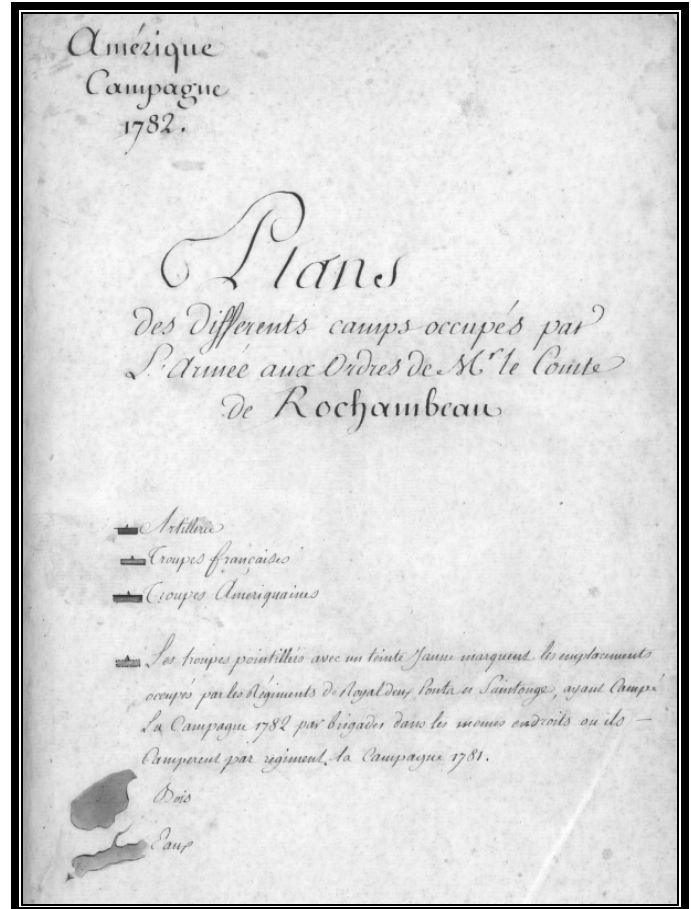 Amérique
Campagne
1782.
Plans
des Differents camps occupés par
L'Armée aux Ordres de Mr. le Comte
de Rochambeau
Artillerie
Troupes françaises
Troupes Ameriquaines
Les troupes pointillés avec un teinte Jaune marquent les emplacements
occupés par les Régiments de Royal deux Ponts et Saintonge, ayant Campé
La Campagne 1782 par brigades dans les memes endroits ou ils –
Camperent par régiment la Campagne 1781.
Bois
Eaux